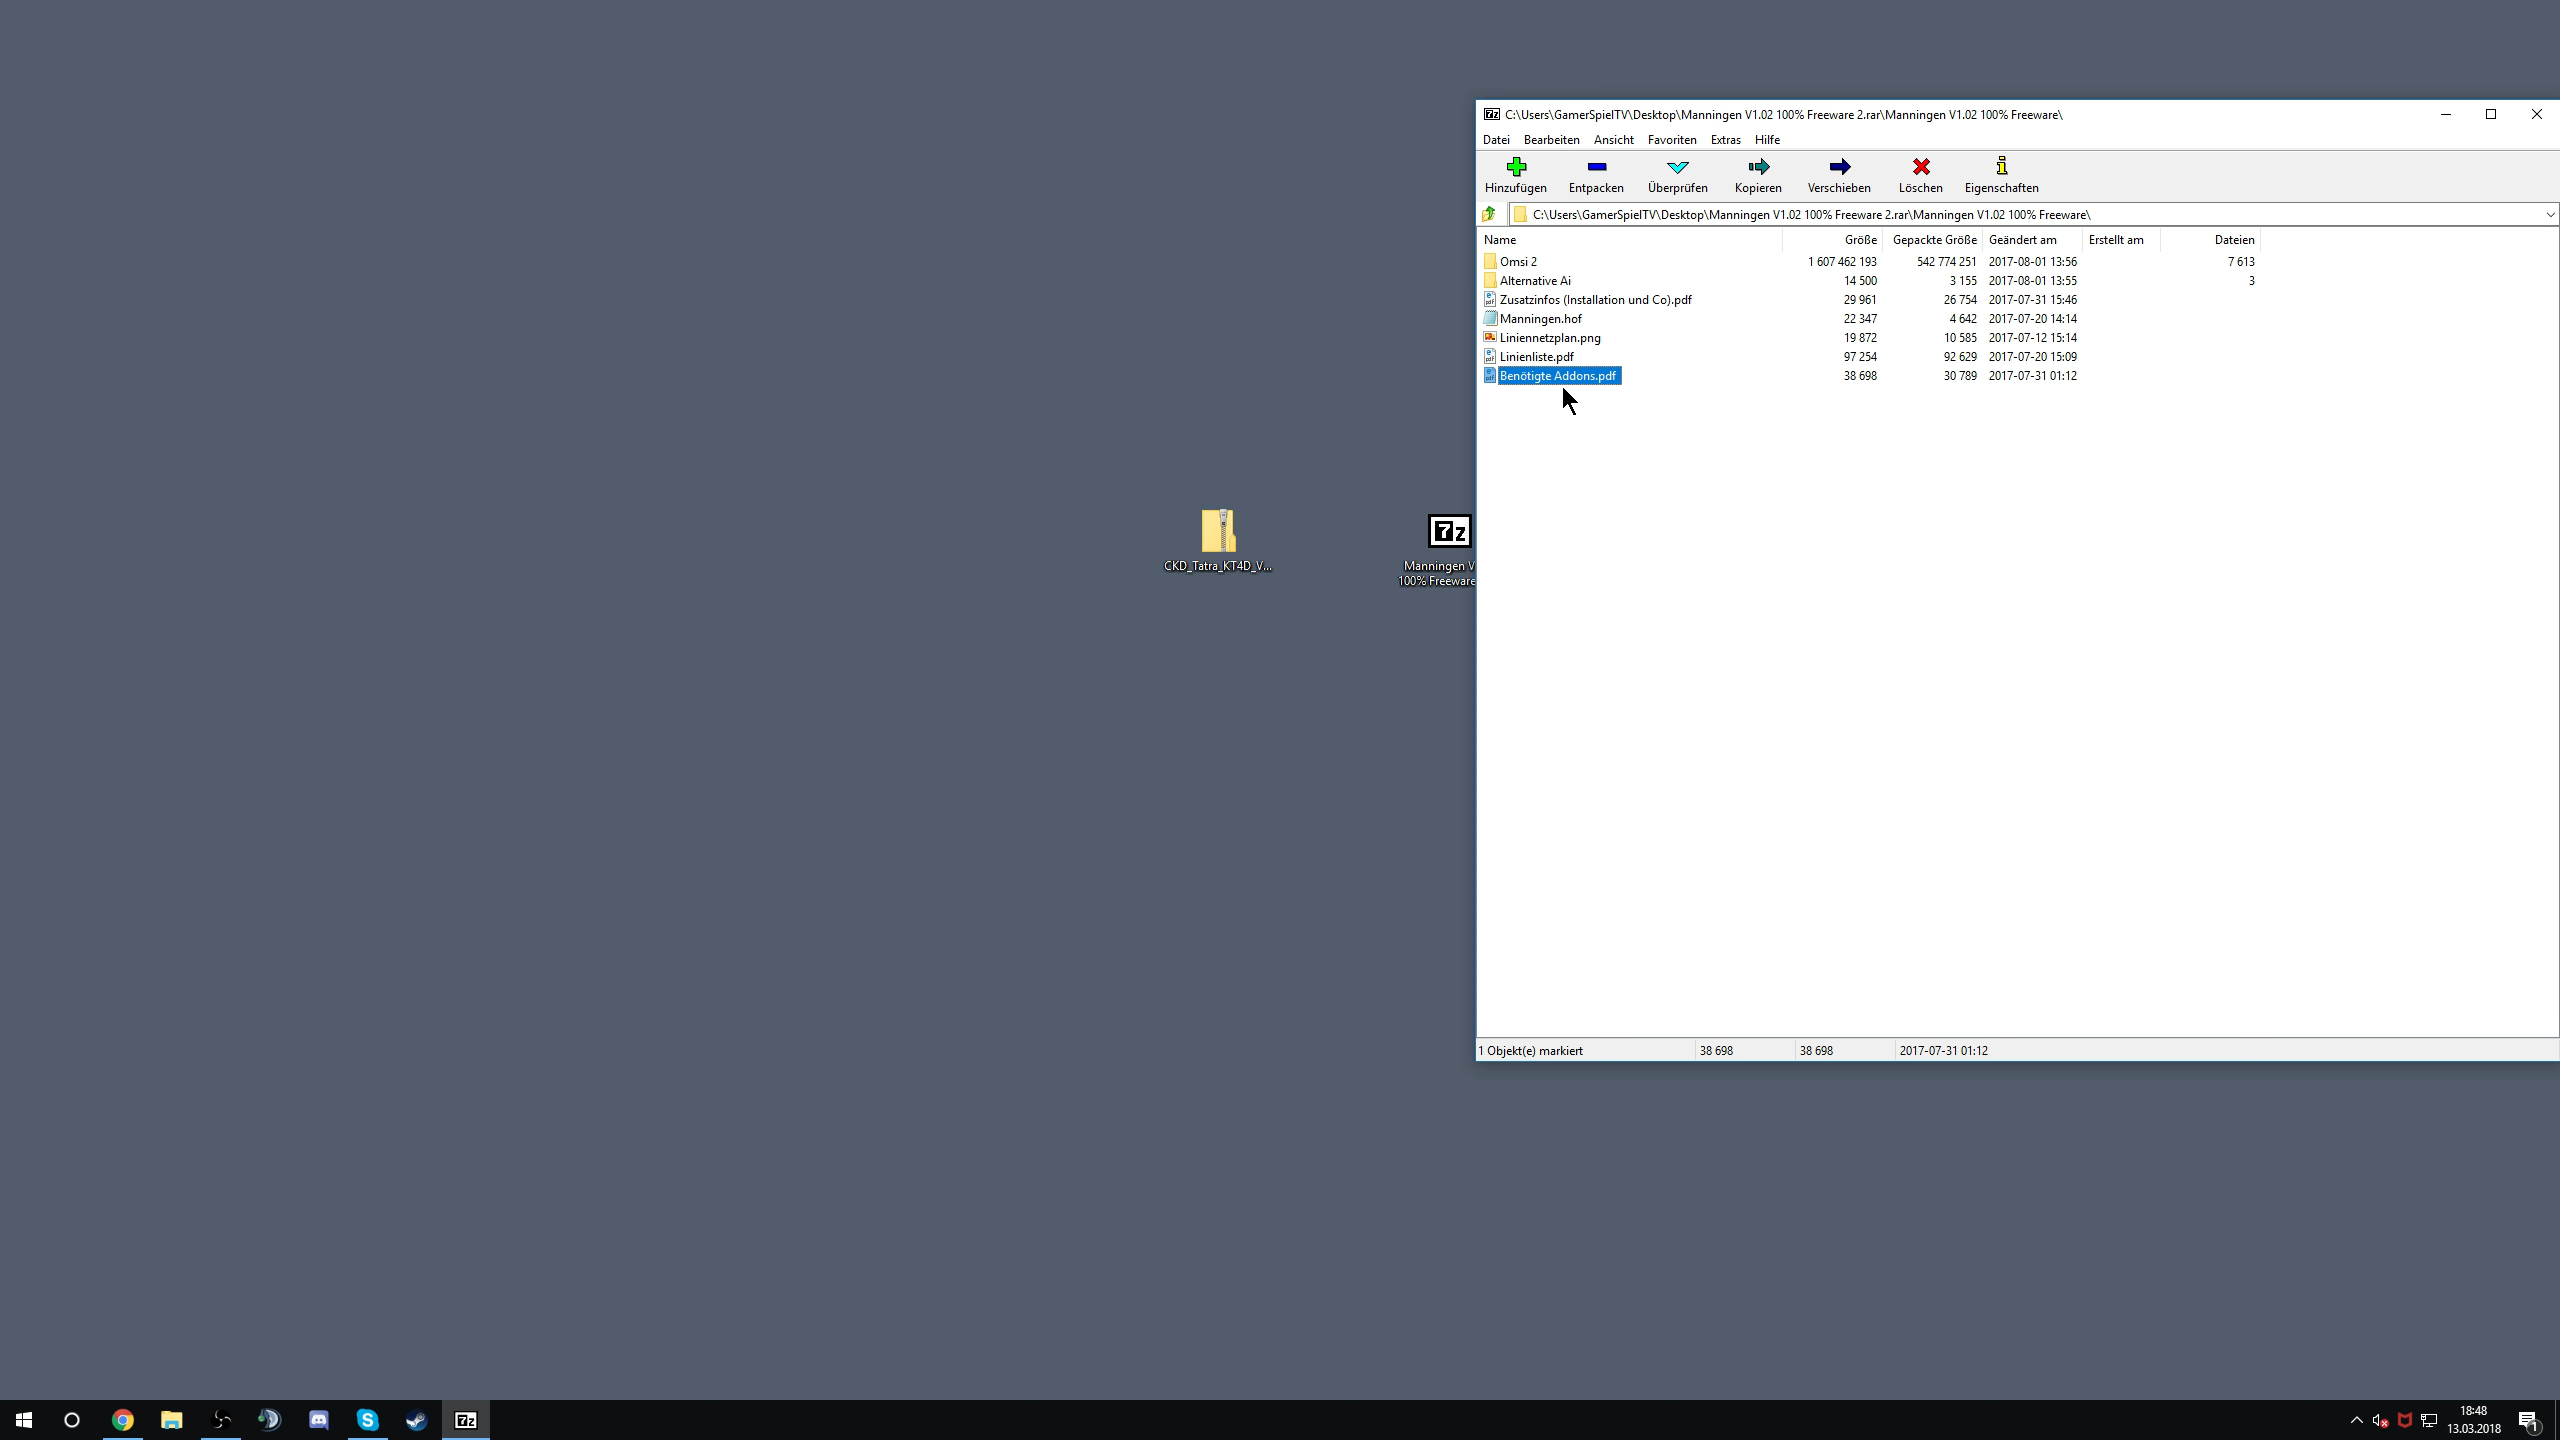 C:\Users\GamerSpielTV\Desktop\Manningen V1.02 100% Freeware 2.rar\Manningen V1.02 100% Freeware\
Datei Bearbeiten Ansicht Favoriten Extras Hilfe
Hinzufügen Entpacken Überprüfen Kopieren Verschieben Löschen Eigenschaften
C:\Users\GamerSpielTV\Desktop\Manningen V1.02 100% Freeware 2.rar\Manningen V1.02 100% Freeware\
Name Größe Gepackte Größe Geändert am Erstellt am Dateien
Omsi 2 1 607 462 193 542 774 251 2017-08-01 13:56 7 613
Alternative Ai 14 500 3 155 2017-08-01 13:55 3
Zusatzinfos (Installation und Co).pdf 29 961 26 754 2017-07-31 15:46
Manningen.hof 22 347 4 642 2017-07-20 14:14
Liniennetzplan.png 19 872 10 585 2017-07-12 15:14
Linienliste.pdf 97 254 92 629 2017-07-20 15:09
Benötigte Addons.pdf 38 698 30 789 2017-07-31 01:12
7z
CKD_Tatra_KT4D_V...
Manningen V
100% Freeware
1 Objekt(e) markiert 38 698 38 698 2017-07-31 01:12
18:48
13.03.2018
1